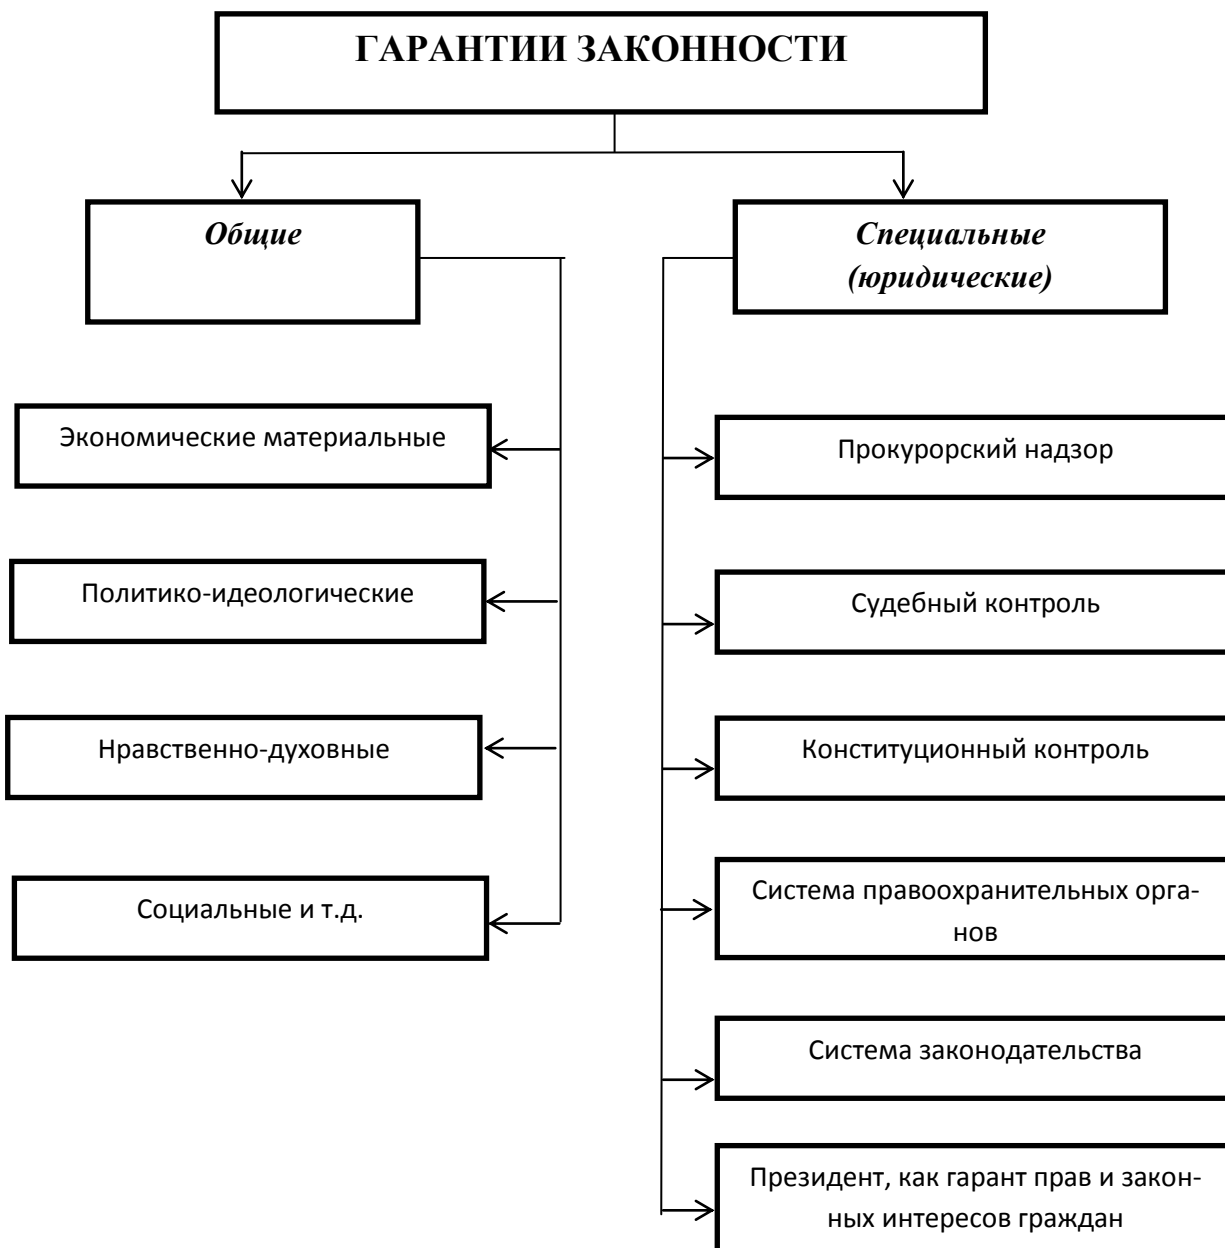 ГАРАНТИИ ЗАКОННОСТИ
Общие
Специальные
(юридические)
Экономические материальные
Политико-идеологические
Нравственно-духовные
Социальные и т.д.
Прокурорский надзор
Судебный контроль
Конституционный контроль
Система правоохранительных орга-
нов
Система законодательства
Президент, как гарант прав и закон-
ных интересов граждан